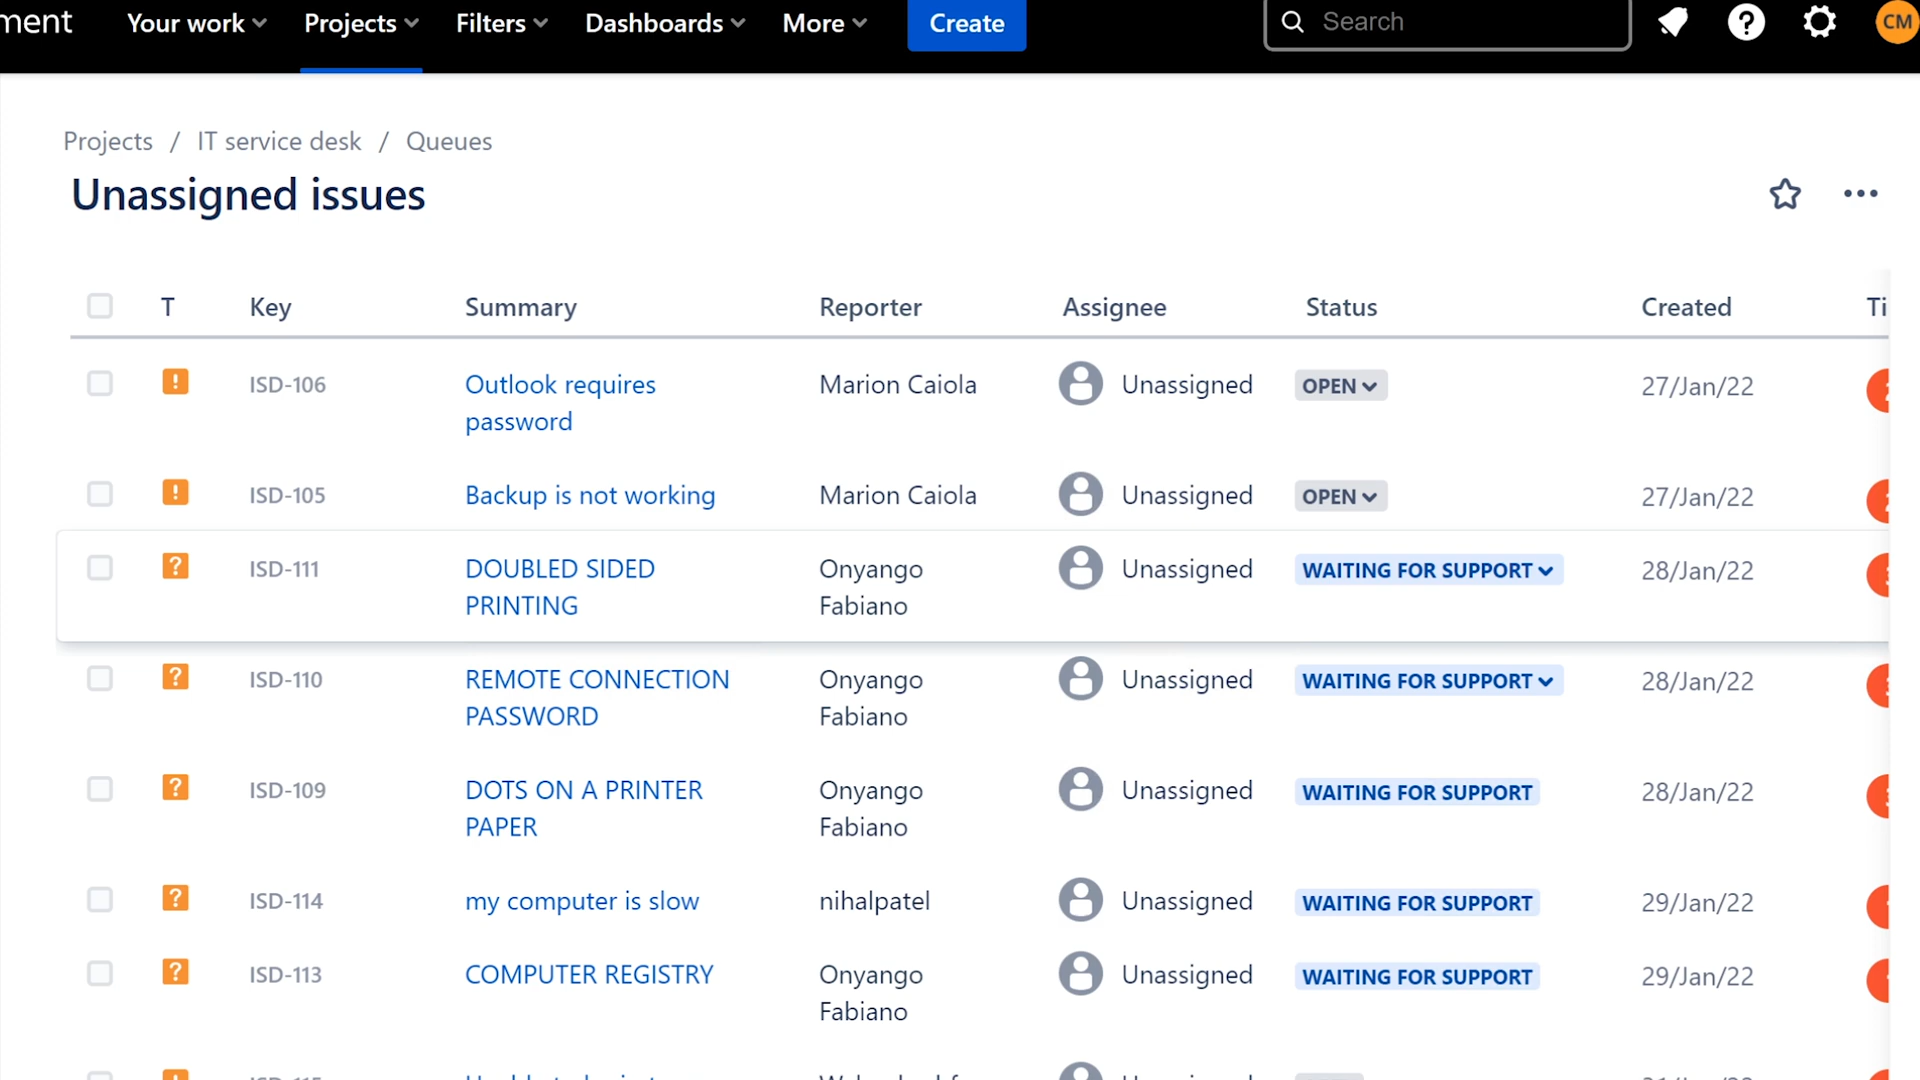 ment Your work Projects Filters Dashboards More Create Search CM
Projects / IT service desk / Queues
Unassigned issues
T Key Summary Reporter Assignee Status Created Ti
ISD-106 Outlook requires Marion Caiola Unassigned OPEN 27/Jan/22
password
ISD-105 Backup is not working Marion Caiola Unassigned OPEN 27/Jan/22
ISD-111 DOUBLED SIDED Onyango Unassigned WAITING FOR SUPPORT 28/Jan/22
PRINTING Fabiano
ISD-110 REMOTE CONNECTION Onyango Unassigned WAITING FOR SUPPORT 28/Jan/22
PASSWORD Fabiano
ISD-109 DOTS ON A PRINTER Onyango Unassigned WAITING FOR SUPPORT 28/Jan/22
PAPER Fabiano
ISD-114 my computer is slow nihalpatel Unassigned WAITING FOR SUPPORT 29/Jan/22
ISD-113 COMPUTER REGISTRY Onyango Unassigned WAITING FOR SUPPORT 29/Jan/22
Fabiano